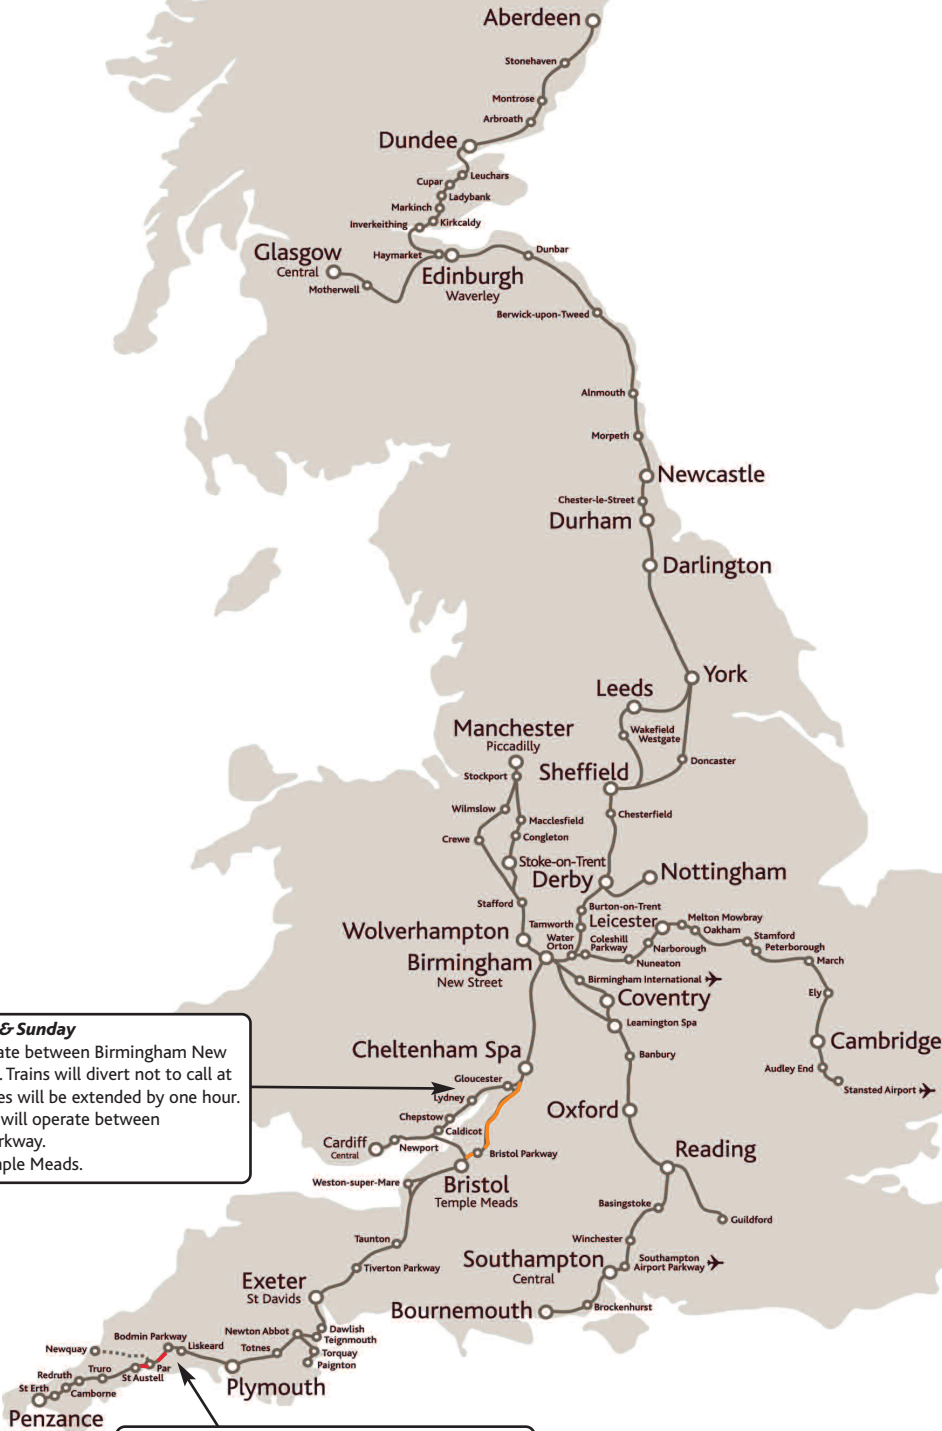 Aberdeen
Stonehaven
Montrose
Arbroath
Dundee
Leuchars
Cupar
Ladybank
Markinch
Kirkcaldy
Inverkeithing
Glasgow
Central
Haymarket
Dunbar
Motherwell
Edinburgh
Waverley
Berwick-upon-Tweed
Alnmouth
Morpeth
Newcastle
Chester-le-Street
Durham
Darlington
York
Leeds
Wakefield
Westgate
Manchester
Piccadilly
Doncaster
Stockport
Sheffield
Wilmslow
Chesterfield
Macclesfield
Crewe
Congleton
Stoke-on-Trent
Derby
Nottingham
Stafford
Burton-on-Trent
Tamworth
Leicester
Melton Mowbray
Oakham
Wolverhampton
Water
Orton
Coleshill
Parkway
Stamford
Peterborough
Narborough
Birmingham
New Street
Nuneaton
March
Birmingham International
Ely
Coventry
Leamington Spa
& Sunday
ate between Birmingham New
. Trains will divert not to call at
es will be extended by one hour.
will operate between
rkway.
mple Meads.
Cheltenham Spa
Banbury
Cambridge
Audley End
Stansted Airport
Gloucester
Lydney
Chepstow
Caldicot
Oxford
Cardiff
Central
Newport
Bristol Parkway
Reading
Weston-super-Mare
Bristol
Temple Meads
Basingstoke
Guildford
Taunton
Winchester
Tiverton Parkway
Southampton
Central
Southampton
Airport Parkway
Exeter
St Davids
Bournemouth
Brockenhurst
Newton Abbot
Dawlish
Teignmouth
Bodmin Parkway
Liskeard
Totnes
Torquay
Paignton
Newquay
Par
Truro
St Austell
Redruth
Plymouth
St Erth
Camborne
Penzance